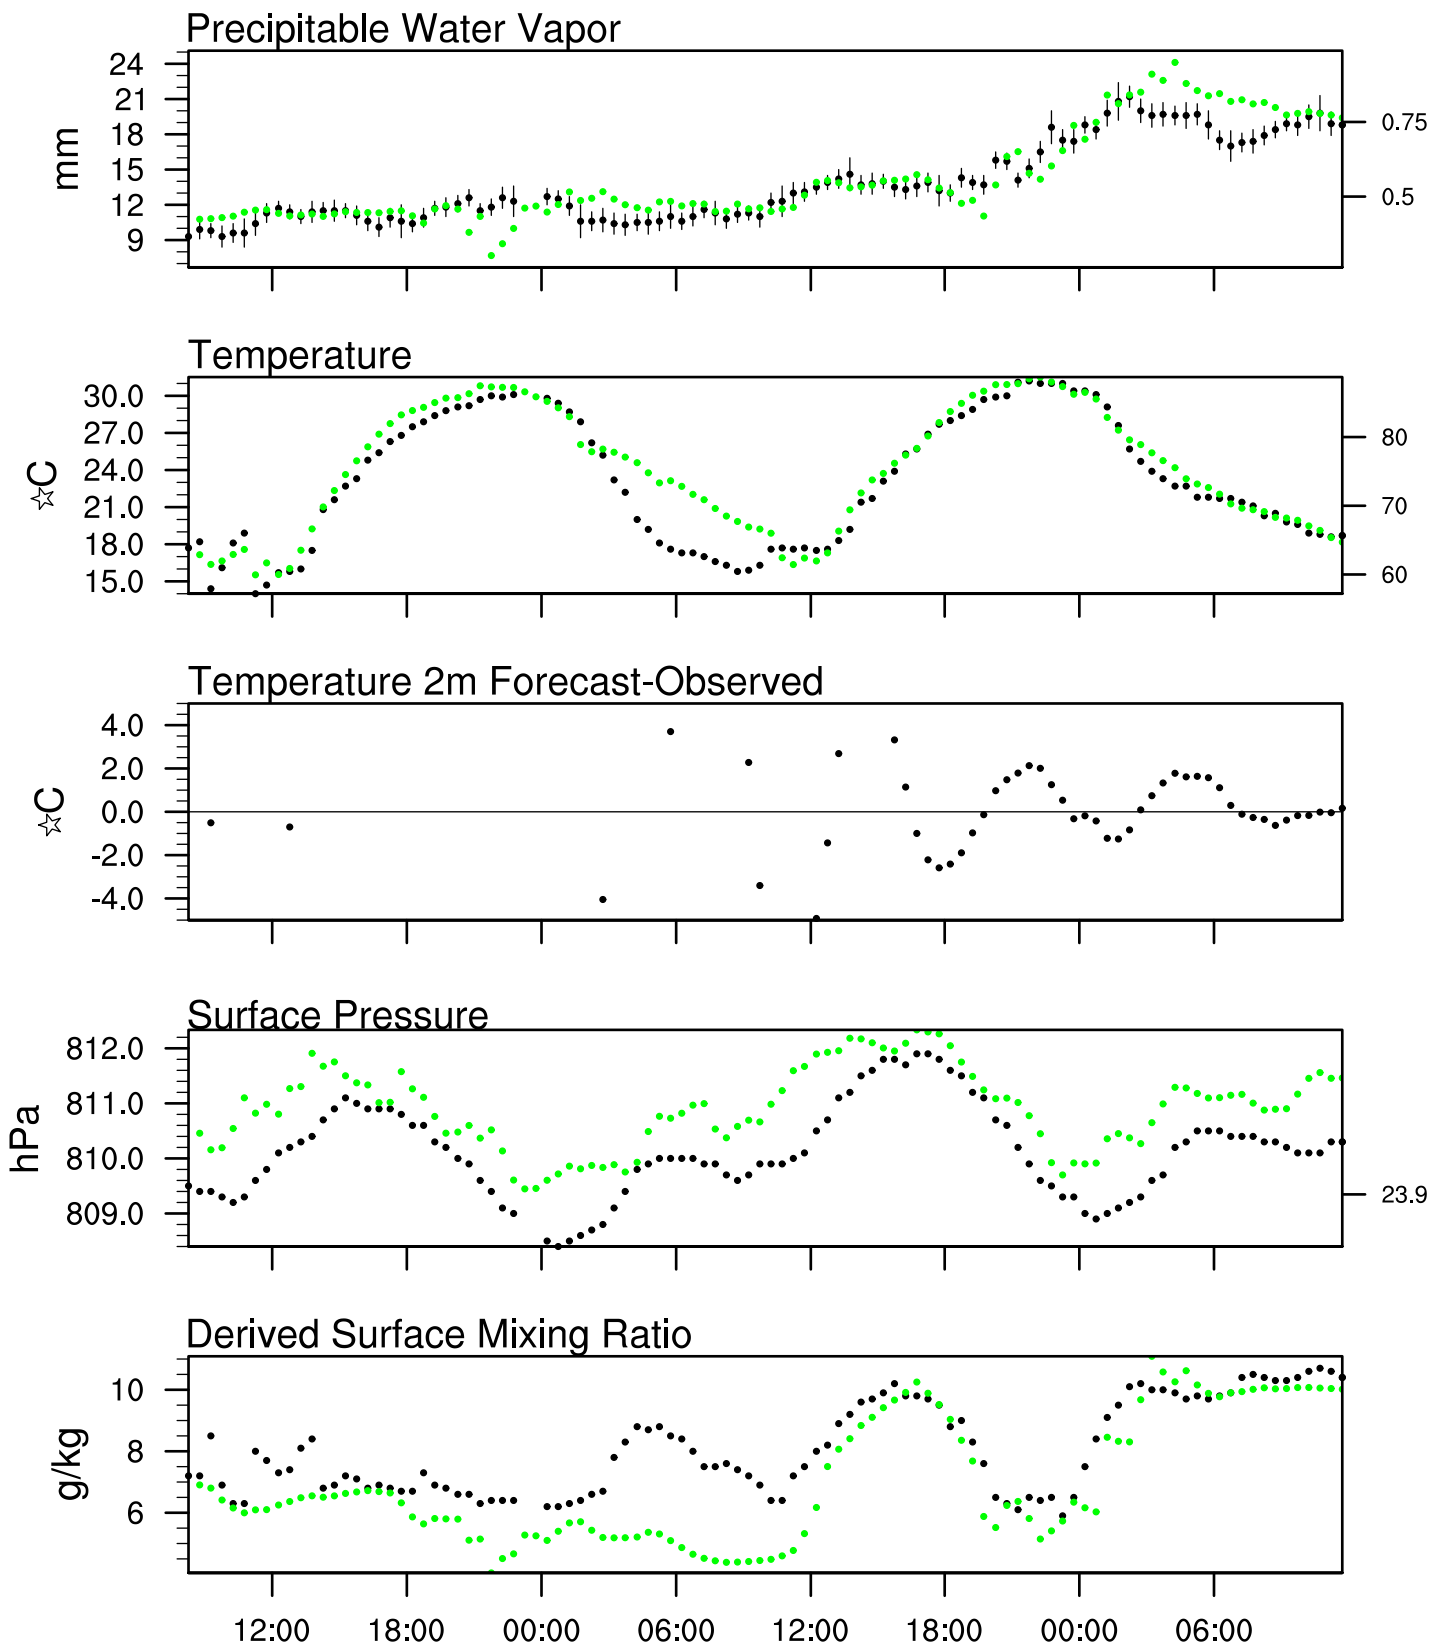 Precipitable Water Vapor
24
21
18
15
12
9
mm
0.75
0.5
Temperature
30.0
27.0
24.0
21.0
18.0
15.0
☆C
80
70
60
Temperature 2m Forecast-Observed
4.0
2.0
0.0
-2.0
-4.0
☆C
Surface Pressure
812.0
811.0
810.0
809.0
hPa
23.9
Derived Surface Mixing Ratio
10
8
6
g/kg
12:00 18:00 00:00 06:00 12:00 18:00 00:00 06:00